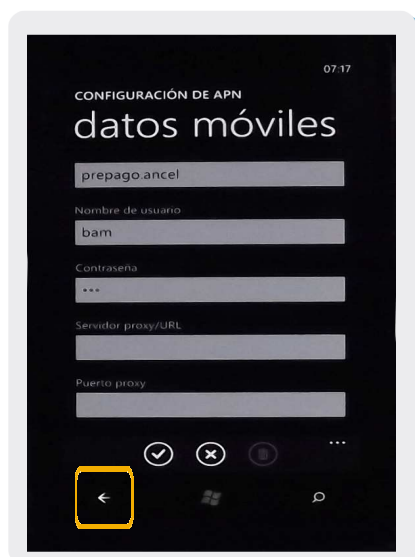 07:17
CONFIGURACIÓN DE APN
datos móviles
prepago.ancel
Nombre de usuario
bam
Contraseña
•••
Servidor proxy/URL
Puerto proxy
...